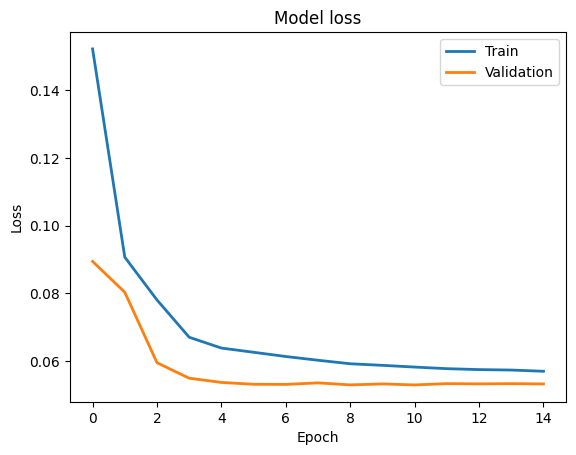 Model loss
Train
Validation
0.14
0.12
0.10
0.08
0.06
Loss
0 2 4 6 8 10 12 14
Epoch